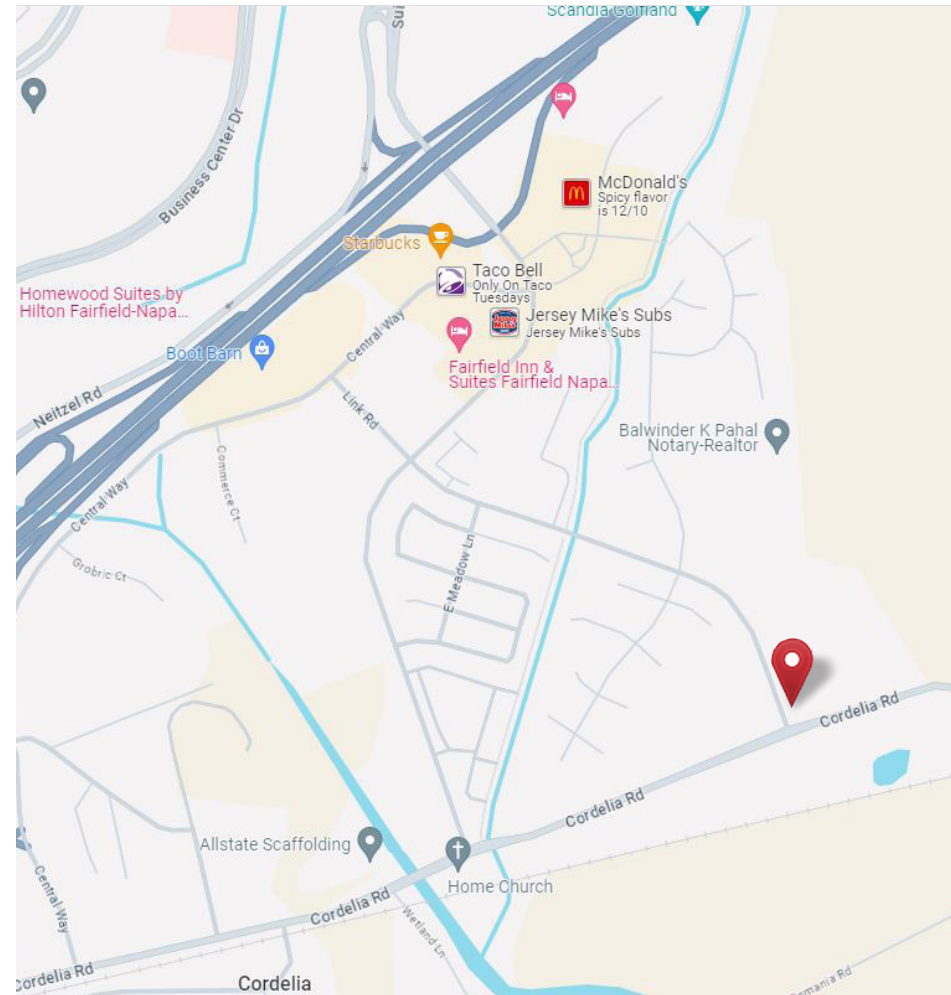 Scandia Golfland
Sui
Business Center Dr
McDonald's
Spicy flavor
is 12/10
Starbucks
Taco Bell
Only On Taco
Tuesdays
Homewood Suites by
Hilton Fairfield-Napa...
Jersey Mike's Subs
Jersey Mike's Subs
Boot Barn
Central Way
Fairfield Inn &
Suites Fairfield Napa...
Neitzel Rd
Link Rd
Balwinder K Pahal
Notary-Realtor
Commerce Ct
Central Way
Grobric Ct
E Meadow Ln
Cordelia Rd
Cordelia Rd
Allstate Scaffolding
Home Church
Central Way
Cordelia Rd
Wetland Ln
Cordelia Rd
Cordelia